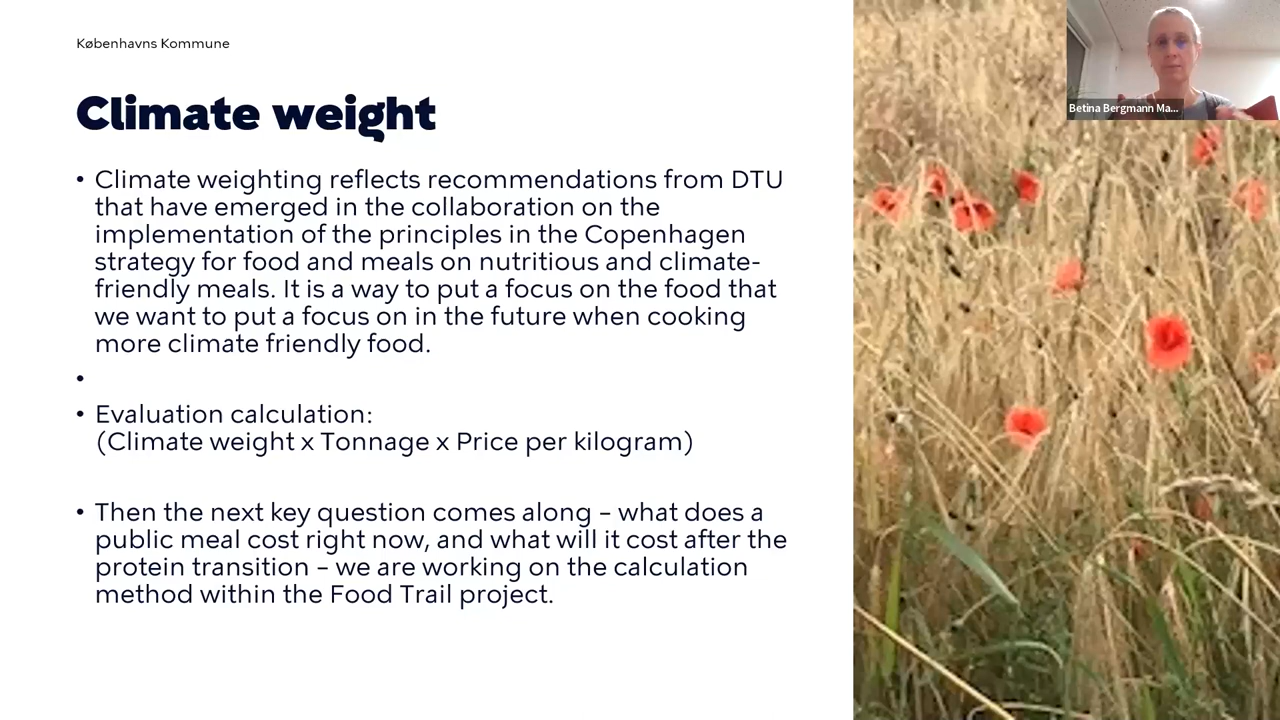 Københavns Kommune
Betina Bergmann Ma...
Climate weight
• Climate weighting reflects recommendations from DTU
that have emerged in the collaboration on the
implementation of the principles in the Copenhagen
strategy for food and meals on nutritious and climate-
friendly meals. It is a way to put a focus on the food that
we want to put a focus on in the future when cooking
more climate friendly food.
•
• Evaluation calculation:
(Climate weight x Tonnage x Price per kilogram)
• Then the next key question comes along – what does a
public meal cost right now, and what will it cost after the
protein transition – we are working on the calculation
method within the Food Trail project.